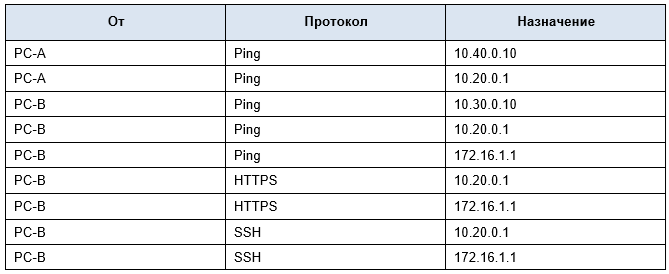 От Протокол Назначение
PC-A Ping 10.40.0.10
PC-A Ping 10.20.0.1
PC-B Ping 10.30.0.10
PC-B Ping 10.20.0.1
PC-B Ping 172.16.1.1
PC-B HTTPS 10.20.0.1
PC-B HTTPS 172.16.1.1
PC-B SSH 10.20.0.1
PC-B SSH 172.16.1.1